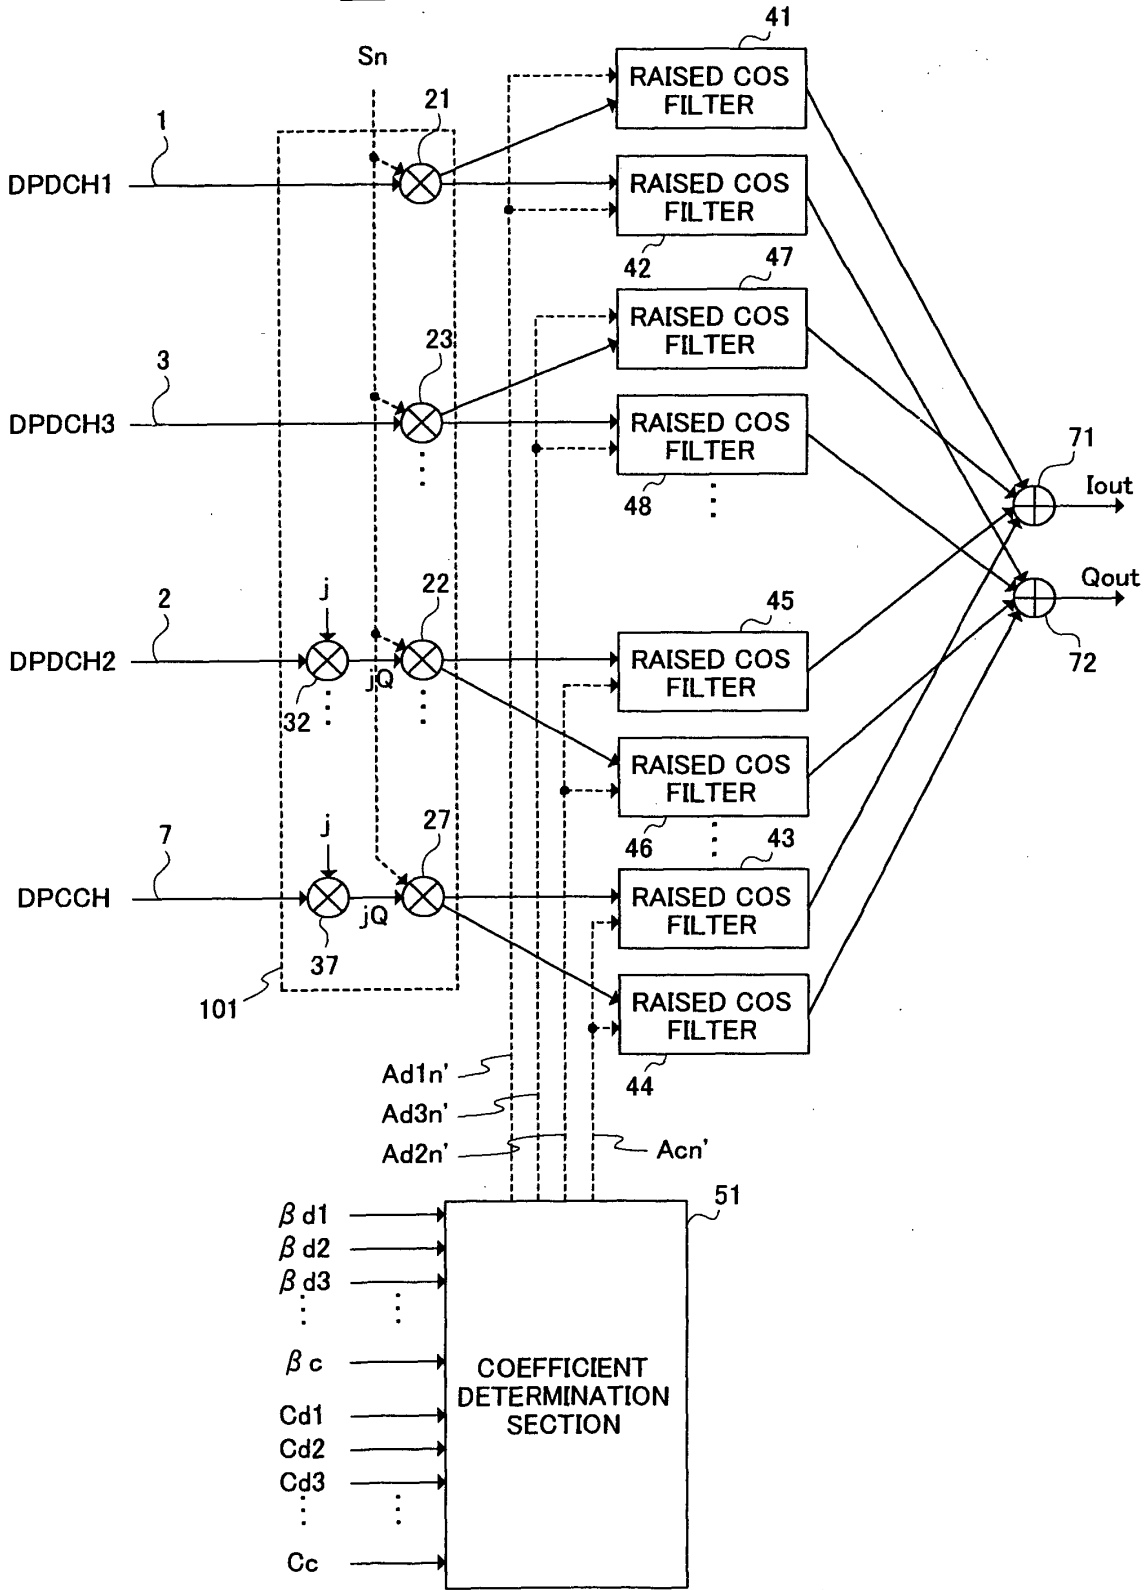 41
Sn
RAISED COS
FILTER
21
1
DPDCH1
RAISED COS
FILTER
42
47
RAISED COS
FILTER
23
3
DPDCH3
RAISED COS
FILTER
48
71
Iout
j
22
45
Qout
2
DPDCH2
RAISED COS
FILTER
72
jQ
32
RAISED COS
FILTER
46
43
j
27
7
DPCCH
RAISED COS
FILTER
jQ
37
101
RAISED COS
FILTER
44
Ad1n'
Ad3n'
Ad2n'
Acn'
51
βd1
βd2
βd3
βc
COEFFICIENT
DETERMINATION
SECTION
Cd1
Cd2
Cd3
Cc